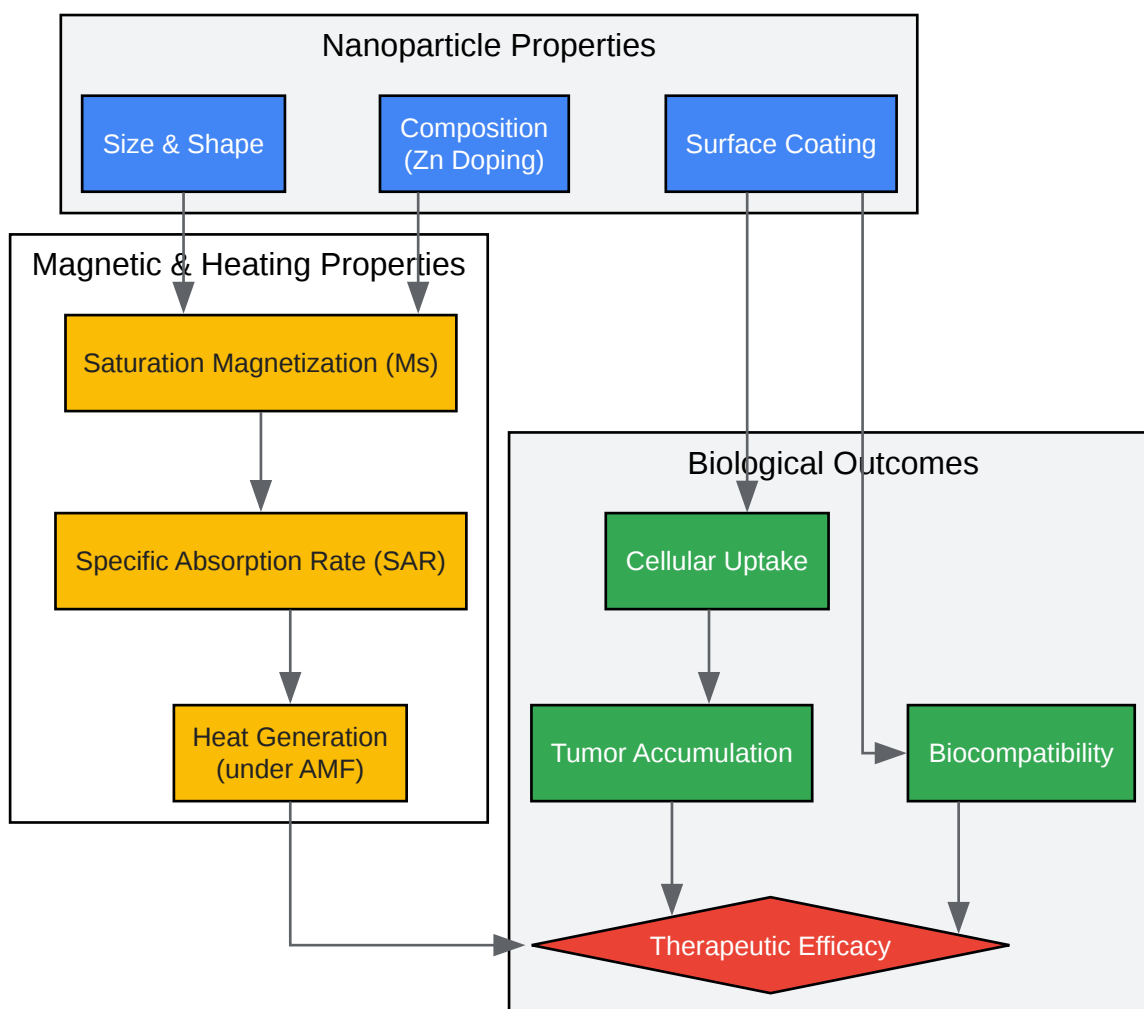 Nanoparticle Properties
Size & Shape
Composition
(Zn Doping)
Surface Coating
Magnetic & Heating Properties
Saturation Magnetization (Ms)
Biological Outcomes
Specific Absorption Rate (SAR)
Cellular Uptake
Heat Generation
(under AMF)
Tumor Accumulation
Biocompatibility
Therapeutic Efficacy